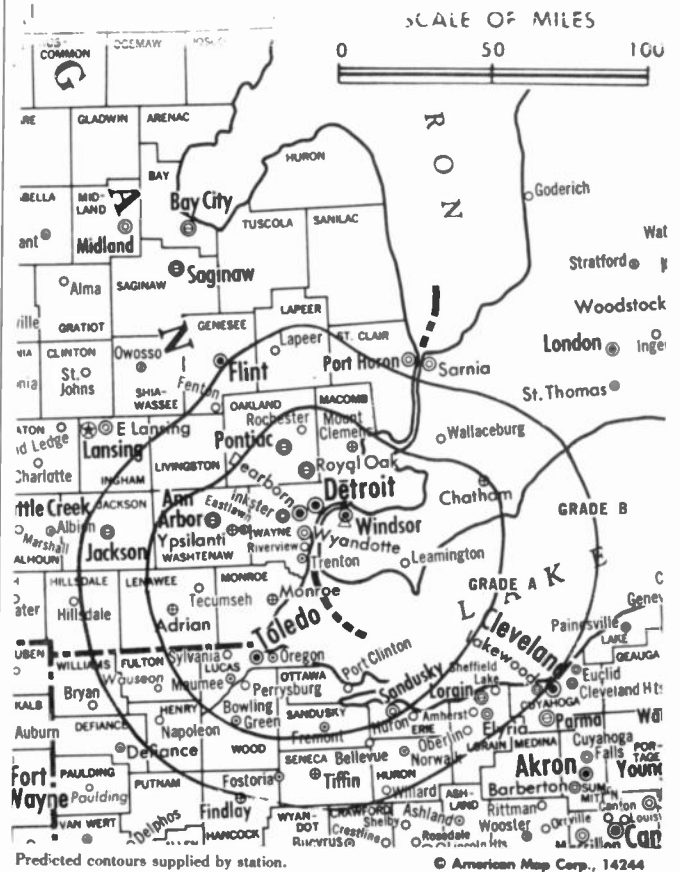 SCALE OF MILES
0 50 100
COMMON OGEMAW
G
GLADWIN ARENAC
R
O
N
HURON
BAY
MID-
LAND
A
Bay City
Goderich
TUSCOLA SANILAC
Midland
Stratford
Saginaw
Alma SAGINAW
Woodstock
LAPEER
GRATIOT GENESEE
N
ST. CLAIR
CLINTON Owosso Lapeer
London
Flint Port Huron Sarnia
St.
Johns
SHIA-
WASSEE
Fenton
St. Thomas
OAKLAND MACOMB
E Lansing Rochester Mount
Clemens
Wallaceburg
Lansing Pontiac
LIVINGSTON Royal Oak
Charlotte
INGHAM Dearborn
Detroit Chatham
JACKSON Ann
Arbor
Inkster
GRADE B
Albion Eastlawn
Windsor
Marshall Jackson Ypsilanti WAYNE Wyandotte
WASHTENAW Riverview
Trenton Leamington
HILLSDALE LENAWEE MONROE
GRADE A
L A K E
Hillsdale Tecumseh Monroe
Adrian
Toledo Cleveland
Painesville
LAKE
WILLIAMS FULTON Sylvania Oregon Port Clinton Lakewood GEAUGA
Wauseon LUCAS
OTTAWA Sheffield
Lake
Euclid
Bryan Maumee Perrysburg Sandusky Lorain Cleveland Hts
CUYAHOGA
HENRY Bowling
Green
SANDUSKY Huron Amherst Elyria Parma
Auburn DEFIANCE Napoleon ERIE
Fremont Oberlin LORAIN MEDINA Cuyahoga
Falls
Defiance WOOD SENECA Bellevue Norwalk
POR-
TAGE
Fort
Wayne
PAULDING PUTNAM Fostoria Tiffin HURON Akron
Paulding Willard ASH-
LAND
Barberton
Findlay CRAWFORD Rittman Canton
VAN WERT Delphos HANCOCK WYAN-
DOT
Shelby Ashland Wooster Orrville
Crestline
Bucyrus
Predicted contours supplied by station. © American Map Corp., 14244